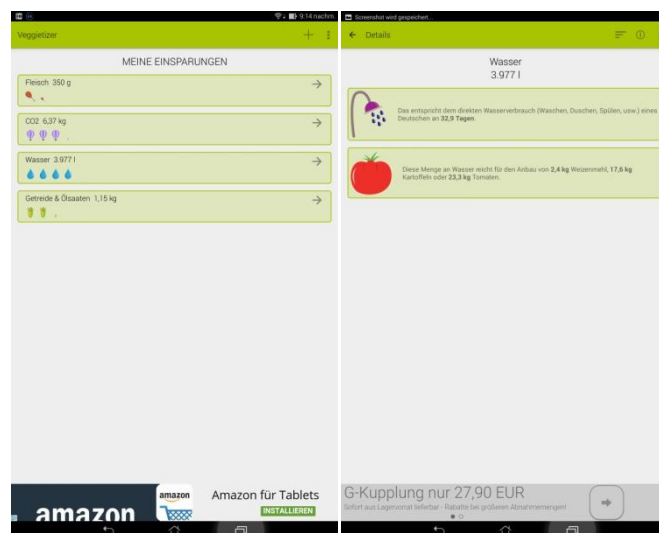 9:14 nachm.
Veggietizer
MEINE EINSPARUNGEN
Fleisch 350 g
CO2 6,37 kg
Wasser 3.977 l
Getreide & Ölsaaten 1,15 kg
amazon
amazon
Amazon für Tablets
INSTALLIEREN
Screenshot wird gespeichert...
Details
Wasser
3.977 l
Das entspricht dem direkten Wasserverbrauch (Waschen, Duschen, Spülen, usw.) eines
Deutschen an 32,9 Tagen.
Diese Menge an Wasser reicht für den Anbau von 2,4 kg Weizenmehl, 17,6 kg
Kartoffeln oder 23,3 kg Tomaten.
G-Kupplung nur 27,90 EUR
Sofort aus Lagervorrat lieferbar - Rabatte bei größeren Abnahmemengen!